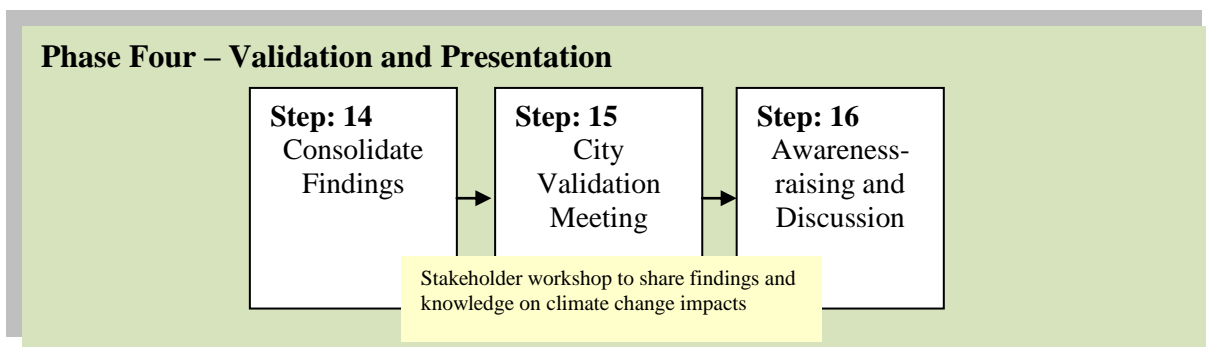 Phase Four – Validation and Presentation
Step: 14
Consolidate
Findings
Step: 15
City
Validation
Meeting
Step: 16
Awareness-
raising and
Discussion
Stakeholder workshop to share findings and
knowledge on climate change impacts